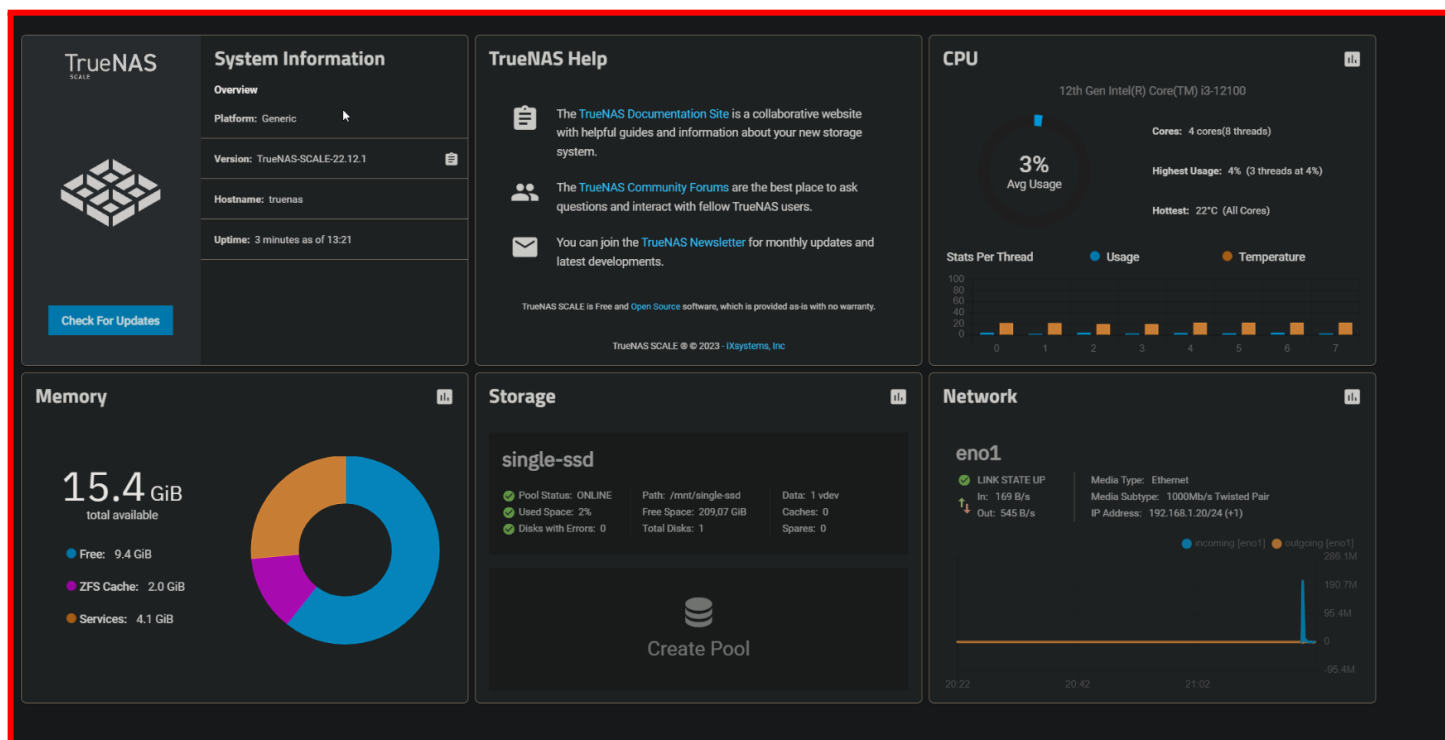 TrueNAS
SCALE
Check For Updates
System Information
Overview
Platform: Generic
Version: TrueNAS-SCALE-22.12.1
Hostname: truenas
Uptime: 3 minutes as of 13:21
TrueNAS Help
The TrueNAS Documentation Site is a collaborative website
with helpful guides and information about your new storage
system.
The TrueNAS Community Forums are the best place to ask
questions and interact with fellow TrueNAS users.
You can join the TrueNAS Newsletter for monthly updates and
latest developments.
TrueNAS SCALE is Free and Open Source software, which is provided as-is with no warranty.
TrueNAS SCALE ® © 2023 - iXsystems, Inc
CPU
12th Gen Intel(R) Core(TM) i3-12100
3%
Avg Usage
Cores: 4 cores(8 threads)
Highest Usage: 4% (3 threads at 4%)
Hottest: 22°C (All Cores)
Stats Per Thread Usage Temperature
100
80
60
40
20
0
0 1 2 3 4 5 6 7
Memory
15.4 GiB
total available
Free: 9.4 GiB
ZFS Cache: 2.0 GiB
Services: 4.1 GiB
Storage
single-ssd
Pool Status: ONLINE Path: /mnt/single-ssd Data: 1 vdev
Used Space: 2% Free Space: 209,07 GiB Caches: 0
Disks with Errors: 0 Total Disks: 1 Spares: 0
Create Pool
Network
eno1
LINK STATE UP Media Type: Ethernet
In: 169 B/s Media Subtype: 1000Mb/s Twisted Pair
Out: 545 B/s IP Address: 192.168.1.20/24 (+1)
incoming [eno1] outgoing [eno1]
286.1M
190.7M
95.4M
0
-95.4M
20:22 20:42 21:02